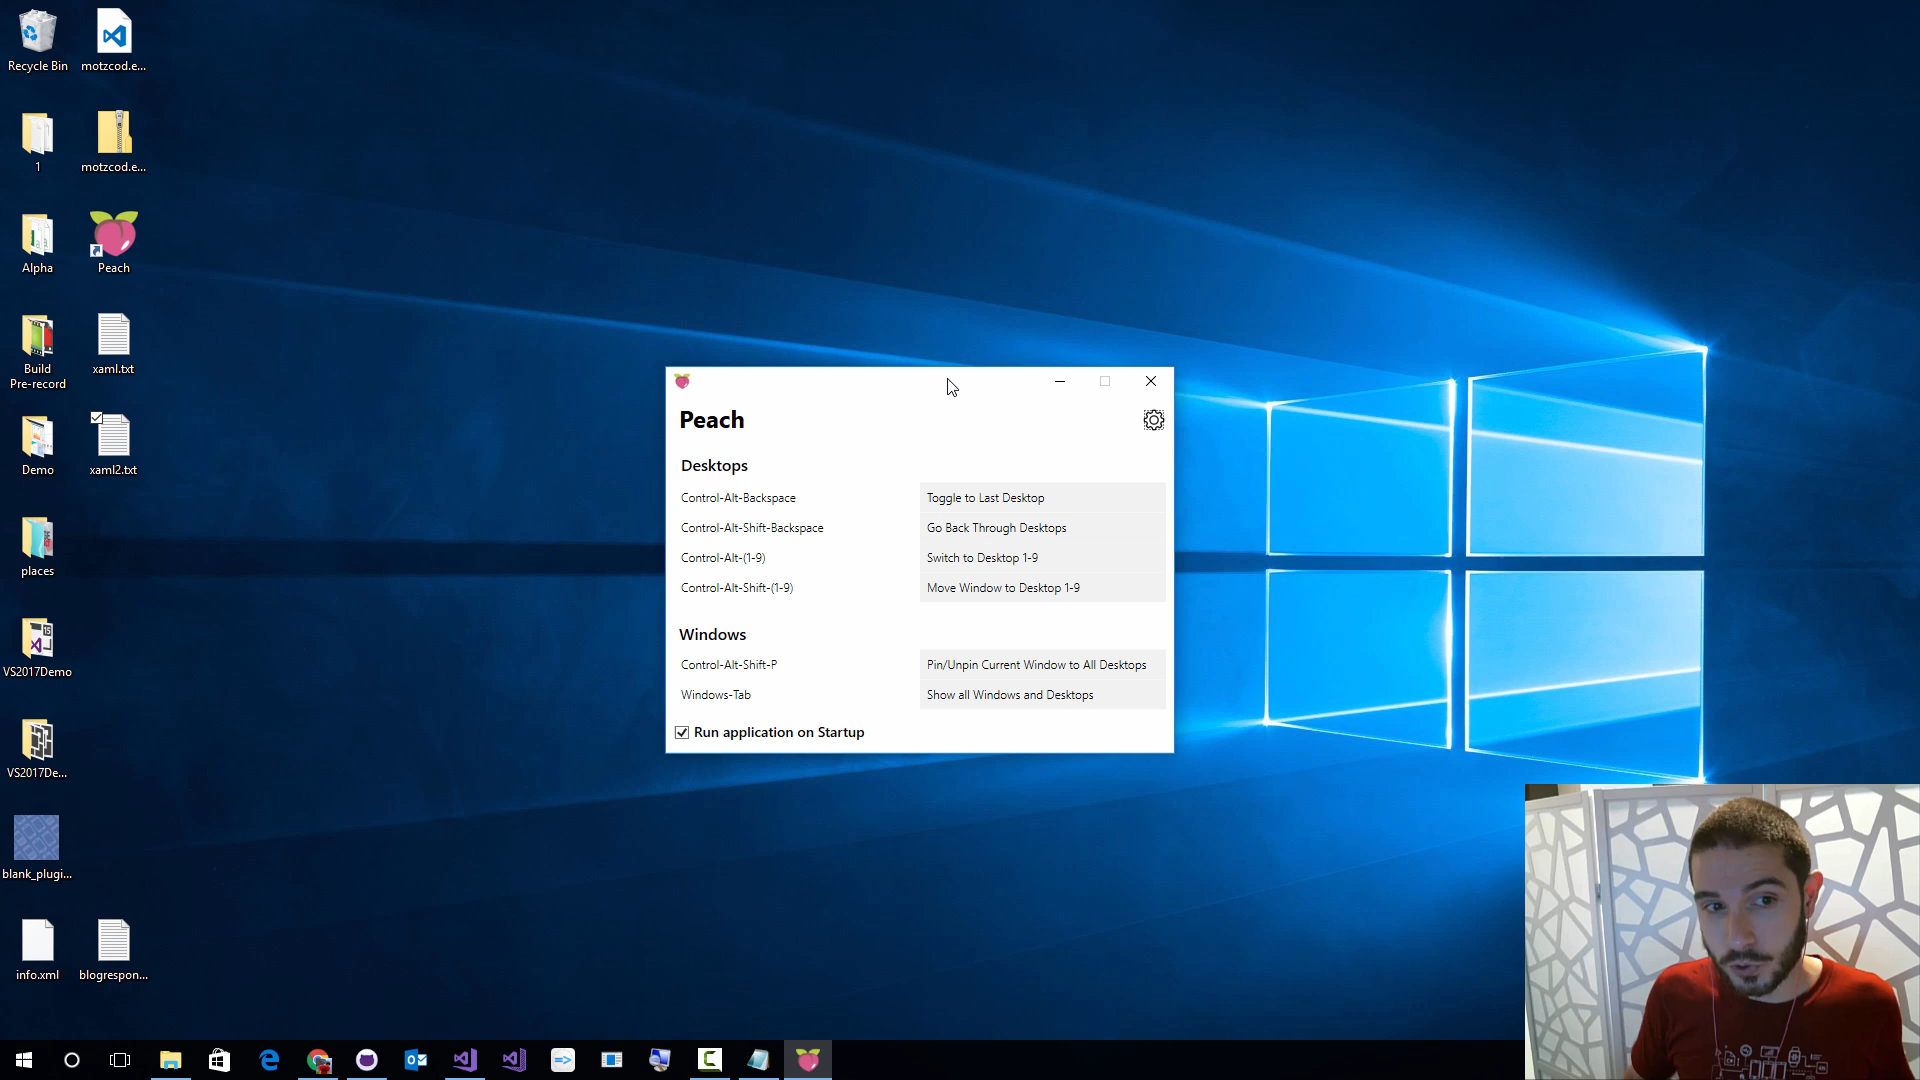 Recycle Bin
motzcod.e...
1
motzcod.e...
Alpha
Peach
Build
Pre-record
xaml.txt
Demo
xaml2.txt
places
VS2017Demo
VS2017De...
blank_plugi...
info.xml
blogrespon...
Peach
Desktops
Control-Alt-Backspace
Toggle to Last Desktop
Control-Alt-Shift-Backspace
Go Back Through Desktops
Control-Alt-(1-9)
Switch to Desktop 1-9
Control-Alt-Shift-(1-9)
Move Window to Desktop 1-9
Windows
Control-Alt-Shift-P
Pin/Unpin Current Window to All Desktops
Windows-Tab
Show all Windows and Desktops
Run application on Startup